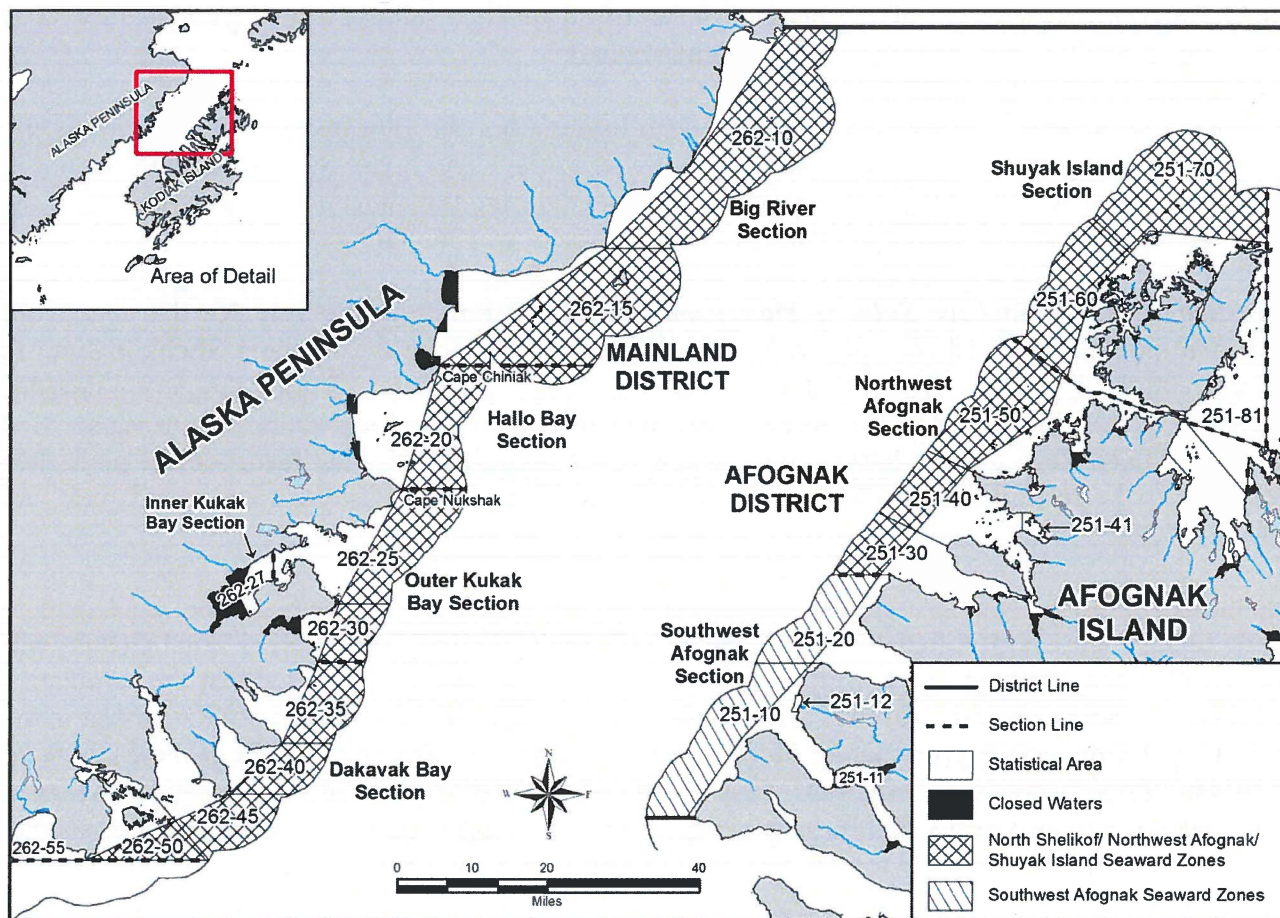 ALASKA PENINSULA
KODIAK ISLAND
Area of Detail
262-10
Big River
Section
262-15
MAINLAND
DISTRICT
ALASKA PENINSULA
Cape Chiniak
Hallo Bay
Section
262-20
Cape Nukshak
Inner Kukak
Bay Section
262-25
262-27
Outer Kukak
Bay Section
262-30
262-35
262-40
Dakavak Bay
Section
262-45
262-50
262-55
Shuyak Island
Section
251-70
251-60
Northwest
Afognak
Section
251-50
251-81
AFOGNAK
DISTRICT
251-40
251-41
251-30
AFOGNAK
ISLAND
Southwest
Afognak
Section
251-20
251-10
251-12
251-11
N
W E
S
0 10 20 40
Miles
District Line
Section Line
Statistical Area
Closed Waters
North Shelikof/ Northwest Afognak/
Shuyak Island Seaward Zones
Southwest Afognak Seaward Zones